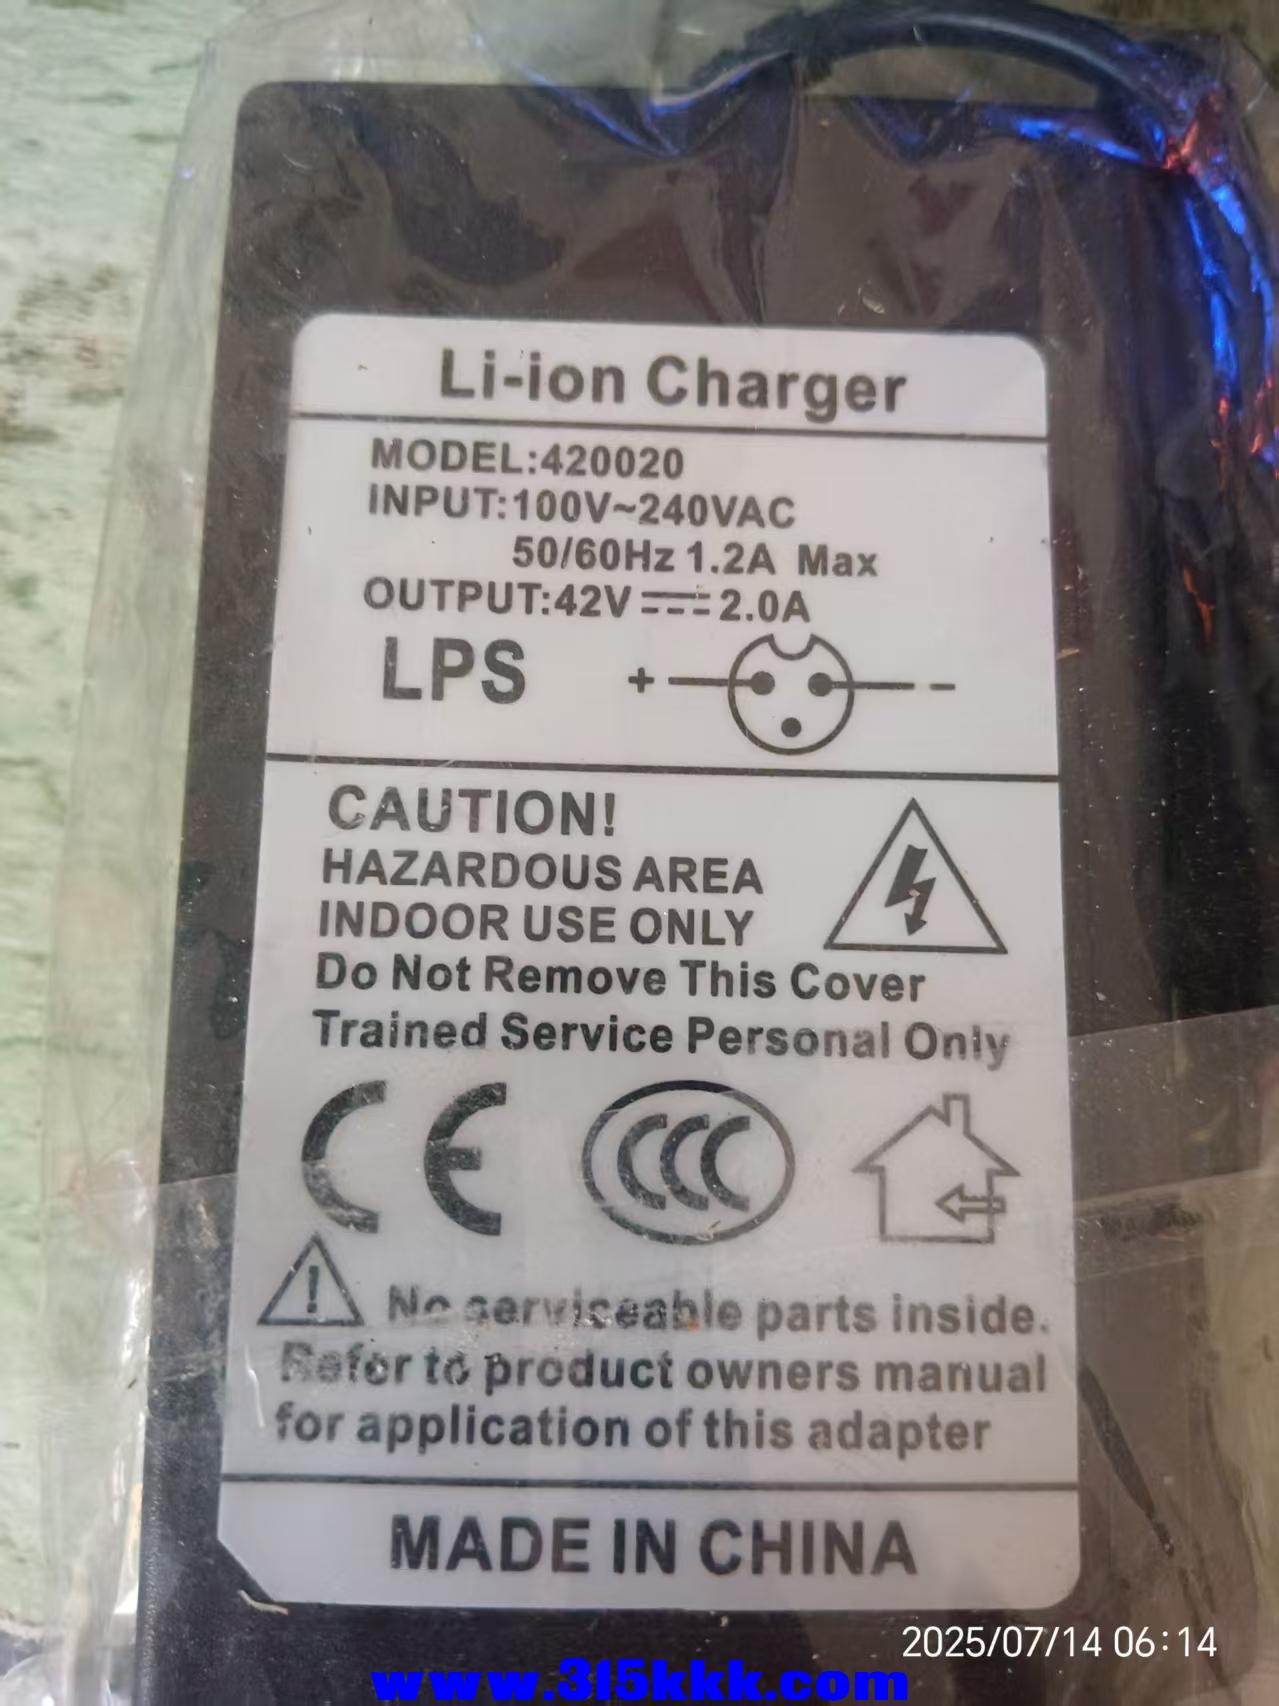 Li-ion Charger
MODEL:420020
INPUT:100V~240VAC
50/60Hz 1.2A Max
OUTPUT:42V⎓2.0A
LPS
+ -
CAUTION!
HAZARDOUS AREA
INDOOR USE ONLY
Do Not Remove This Cover
Trained Service Personal Only
CE CCC
! No serviceable parts inside.
Refer to product owners manual
for application of this adapter
MADE IN CHINA
2025/07/14 06:14
www.315kkk.com